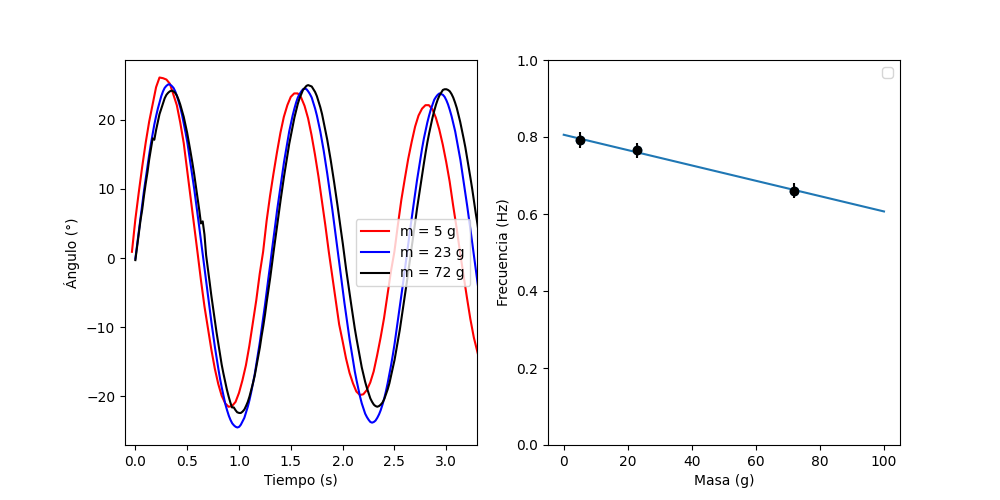 20
10
0
−10
−20
Ángulo (°)
0.0 0.5 1.0 1.5 2.0 2.5 3.0
Tiempo (s)
m = 5 g
m = 23 g
m = 72 g
1.0
0.8
0.6
0.4
0.2
0.0
Frecuencia (Hz)
0 20 40 60 80 100
Masa (g)